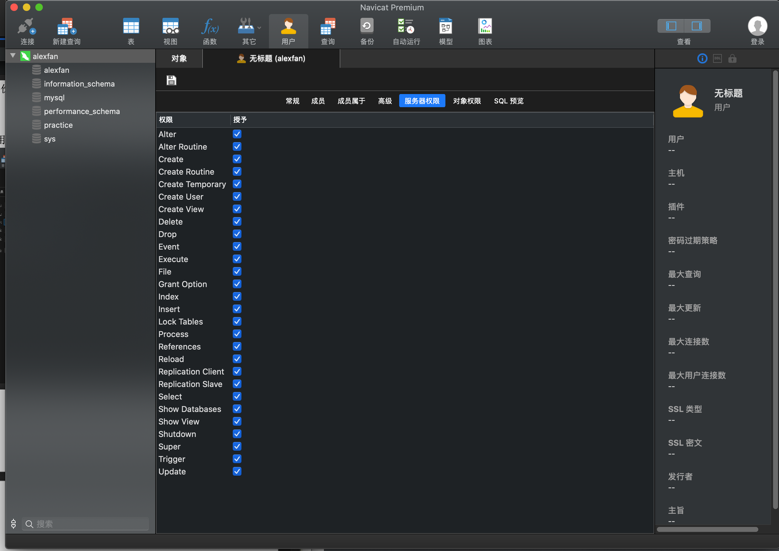 Navicat Premium
连接
新建查询
表
视图
函数
其它
用户
查询
备份
自动运行
模型
图表
查看
登录
alexfan
alexfan
information_schema
mysql
performance_schema
practice
sys
搜索
对象
无标题 (alexfan)
常规 成员 成员属于 高级 服务器权限 对象权限 SQL 预览
权限 授予
Alter
Alter Routine
Create
Create Routine
Create Temporary
Create User
Create View
Delete
Drop
Event
Execute
File
Grant Option
Index
Insert
Lock Tables
Process
References
Reload
Replication Client
Replication Slave
Select
Show Databases
Show View
Shutdown
Super
Trigger
Update
无标题
用户
用户
--
主机
--
插件
--
密码过期策略
--
最大查询
--
最大更新
--
最大连接数
--
最大用户连接数
--
SSL 类型
--
SSL 密文
--
发行者
--
主旨
--